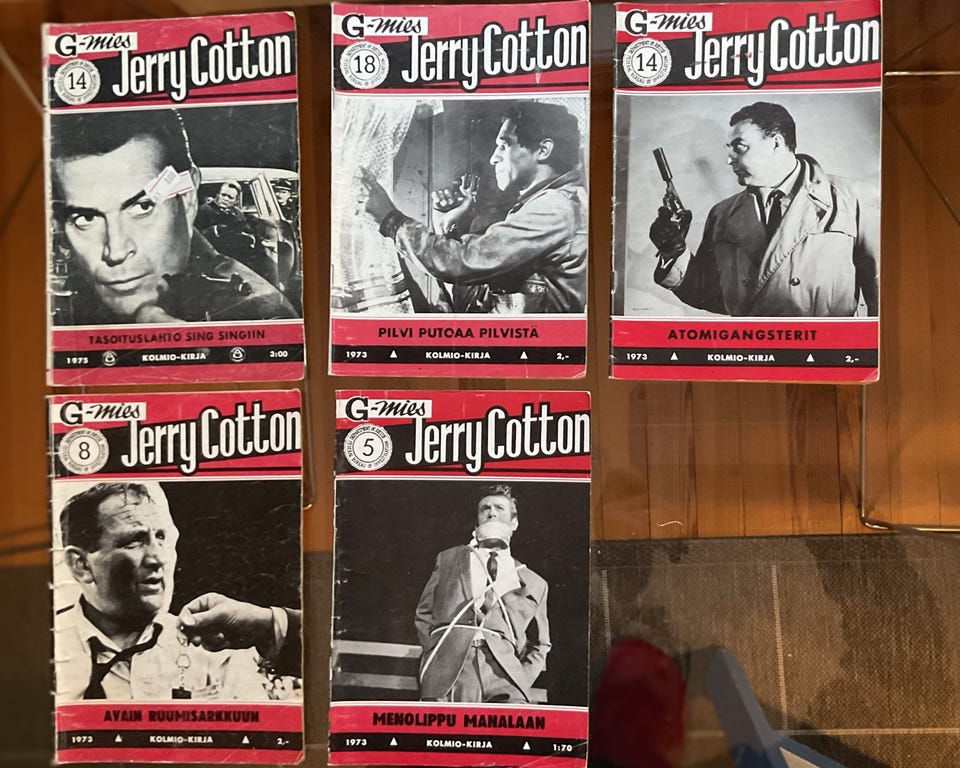 G-mies
14
Jerry Cotton
TASOITUSLÄHTÖ SING SINGIIN
1975 KOLMIO-KIRJA 3:00
G-mies
18
Jerry Cotton
PILVI PUTOAA PILVISTÄ
1973 KOLMIO-KIRJA 2,-
G-mies
14
Jerry Cotton
ATOMIGANGSTERIT
1973 KOLMIO-KIRJA 2,-
G-mies
8
Jerry Cotton
AVAIN RUUMISARKKUUN
1973 KOLMIO-KIRJA 2,-
G-mies
5
Jerry Cotton
MENOLIPPU MANALAAN
1973 KOLMIO-KIRJA 1:70